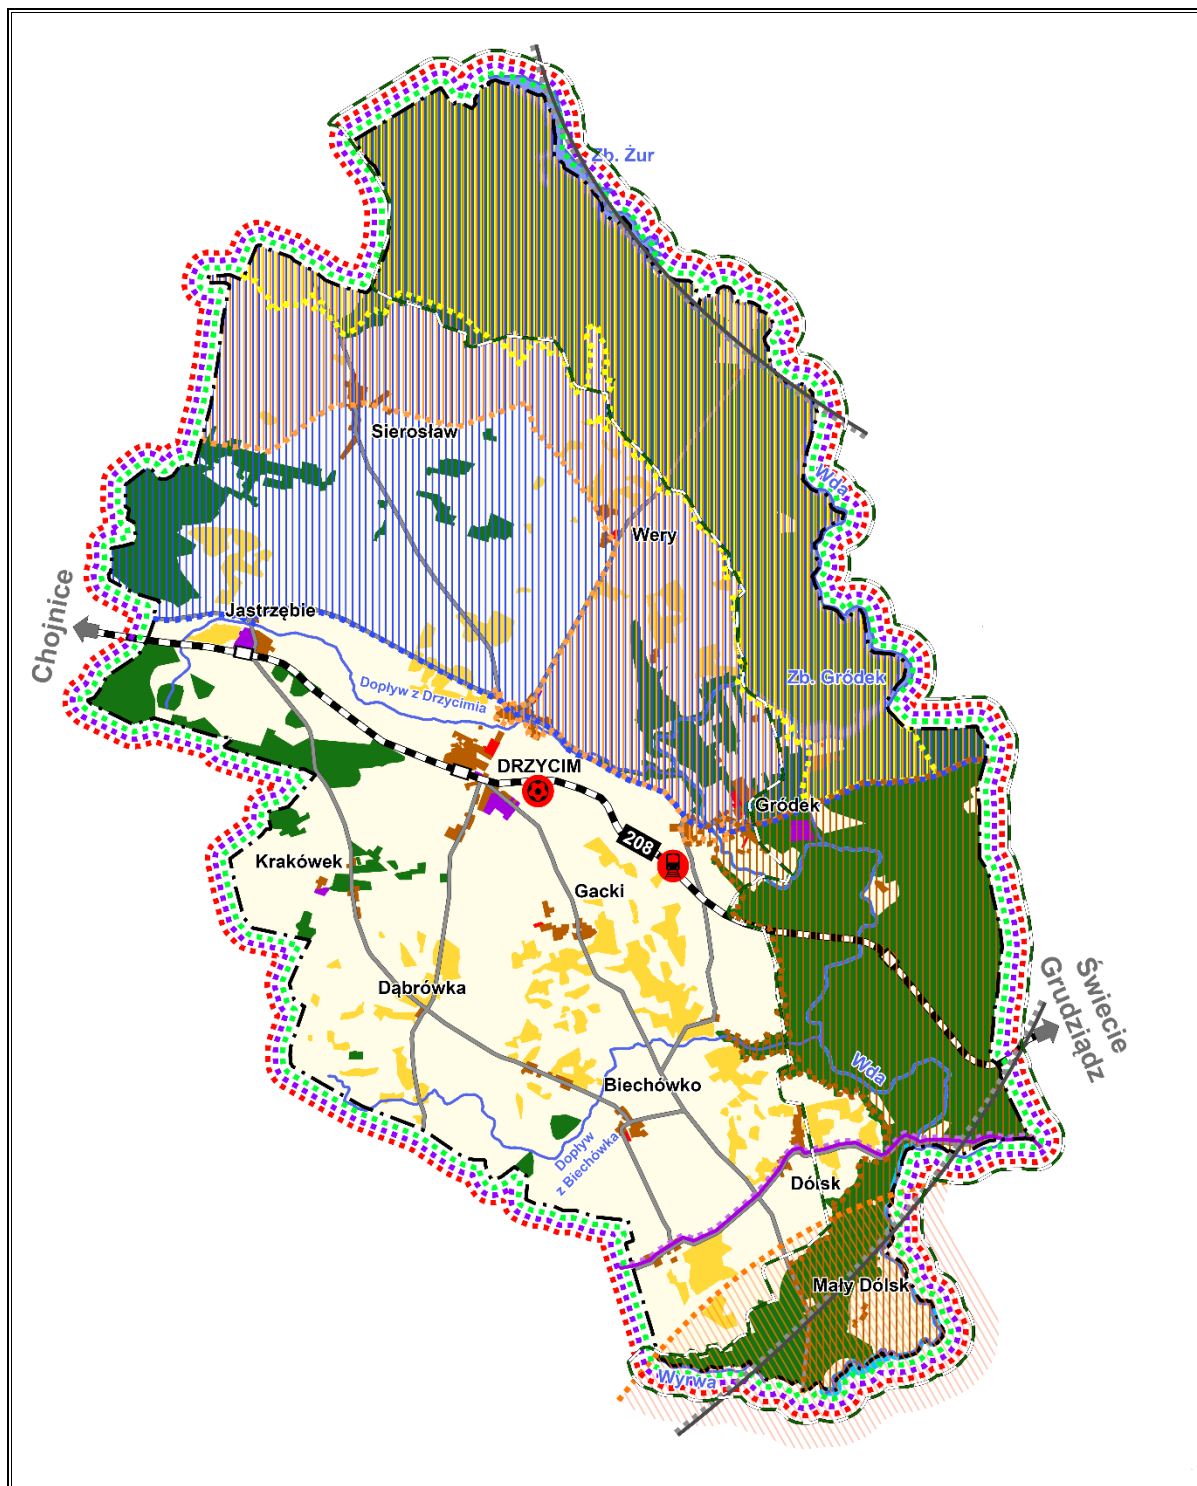 Zb. Żur
Sierosław
Wda
Wery
Chojnice
Jastrzębie
Zb. Gródek
Dopływ z Drzycimia
DRZYCIM
Gródek
208
Krakówek
Gacki
Dąbrówka
Świecie
Grudziądz
Wda
Biechówko
Dopływ
z Biechówka
Dólsk
Mały Dólsk
Wyrwa